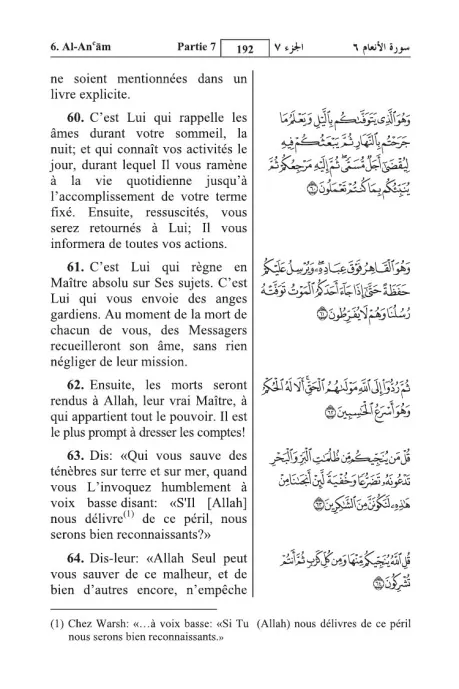 6. Al-Anᶜām Partie 7 192 الجزء ٧ سورة الأنعام ٦
ne soient mentionnées dans un
livre explicite.
60. C’est Lui qui rappelle les
âmes durant votre sommeil, la
nuit; et qui connaît vos activités le
jour, durant lequel Il vous ramène
à la vie quotidienne jusqu’à
l’accomplissement de votre terme
fixé. Ensuite, ressuscités, vous
serez retournés à Lui; Il vous
informera de toutes vos actions.
61. C’est Lui qui règne en
Maître absolu sur Ses sujets. C’est
Lui qui vous envoie des anges
gardiens. Au moment de la mort de
chacun de vous, des Messagers
recueilleront son âme, sans rien
négliger de leur mission.
62. Ensuite, les morts seront
rendus à Allah, leur vrai Maître, à
qui appartient tout le pouvoir. Il est
le plus prompt à dresser les comptes!
63. Dis: «Qui vous sauve des
ténèbres sur terre et sur mer, quand
vous L’invoquez humblement à
voix basse disant: «S'Il [Allah]
nous délivre(1) de ce péril, nous
serons bien reconnaissants?»
64. Dis-leur: «Allah Seul peut
vous sauver de ce malheur, et de
bien d’autres encore, n’empêche
وَهُوَ ٱلَّذِى يَتَوَفَّىٰكُم بِٱلَّيْلِ وَيَعْلَمُ مَا
جَرَحْتُم بِٱلنَّهَارِ ثُمَّ يَبْعَثُكُمْ فِيهِ
لِيُقْضَىٰٓ أَجَلٌ مُّسَمًّى ثُمَّ إِلَيْهِ مَرْجِعُكُمْ ثُمَّ
يُنَبِّئُكُم بِمَا كُنتُمْ تَعْمَلُونَ ٦٠
وَهُوَ ٱلْقَاهِرُ فَوْقَ عِبَادِهِۦ وَيُرْسِلُ عَلَيْكُمْ
حَفَظَةً حَتَّىٰٓ إِذَا جَآءَ أَحَدَكُمُ ٱلْمَوْتُ تَوَفَّتْهُ
رُسُلُنَا وَهُمْ لَا يُفَرِّطُونَ ٦١
ثُمَّ رُدُّوٓا۟ إِلَى ٱللَّهِ مَوْلَىٰهُمُ ٱلْحَقِّ أَلَا لَهُ ٱلْحُكْمُ
وَهُوَ أَسْرَعُ ٱلْحَٰسِبِينَ ٦٢
قُلْ مَن يُنَجِّيكُم مِّن ظُلُمَٰتِ ٱلْبَرِّ وَٱلْبَحْرِ
تَدْعُونَهُۥ تَضَرُّعًا وَخُفْيَةً لَّئِنْ أَنجَىٰنَا مِنْ
هَٰذِهِۦ لَنَكُونَنَّ مِنَ ٱلشَّٰكِرِينَ ٦٣
قُلِ ٱللَّهُ يُنَجِّيكُم مِّنْهَا وَمِن كُلِّ كَرْبٍ ثُمَّ أَنتُمْ
تُشْرِكُونَ ٦٤
(1) Chez Warsh: «…à voix basse: «Si Tu (Allah) nous délivres de ce péril
nous serons bien reconnaissants.»